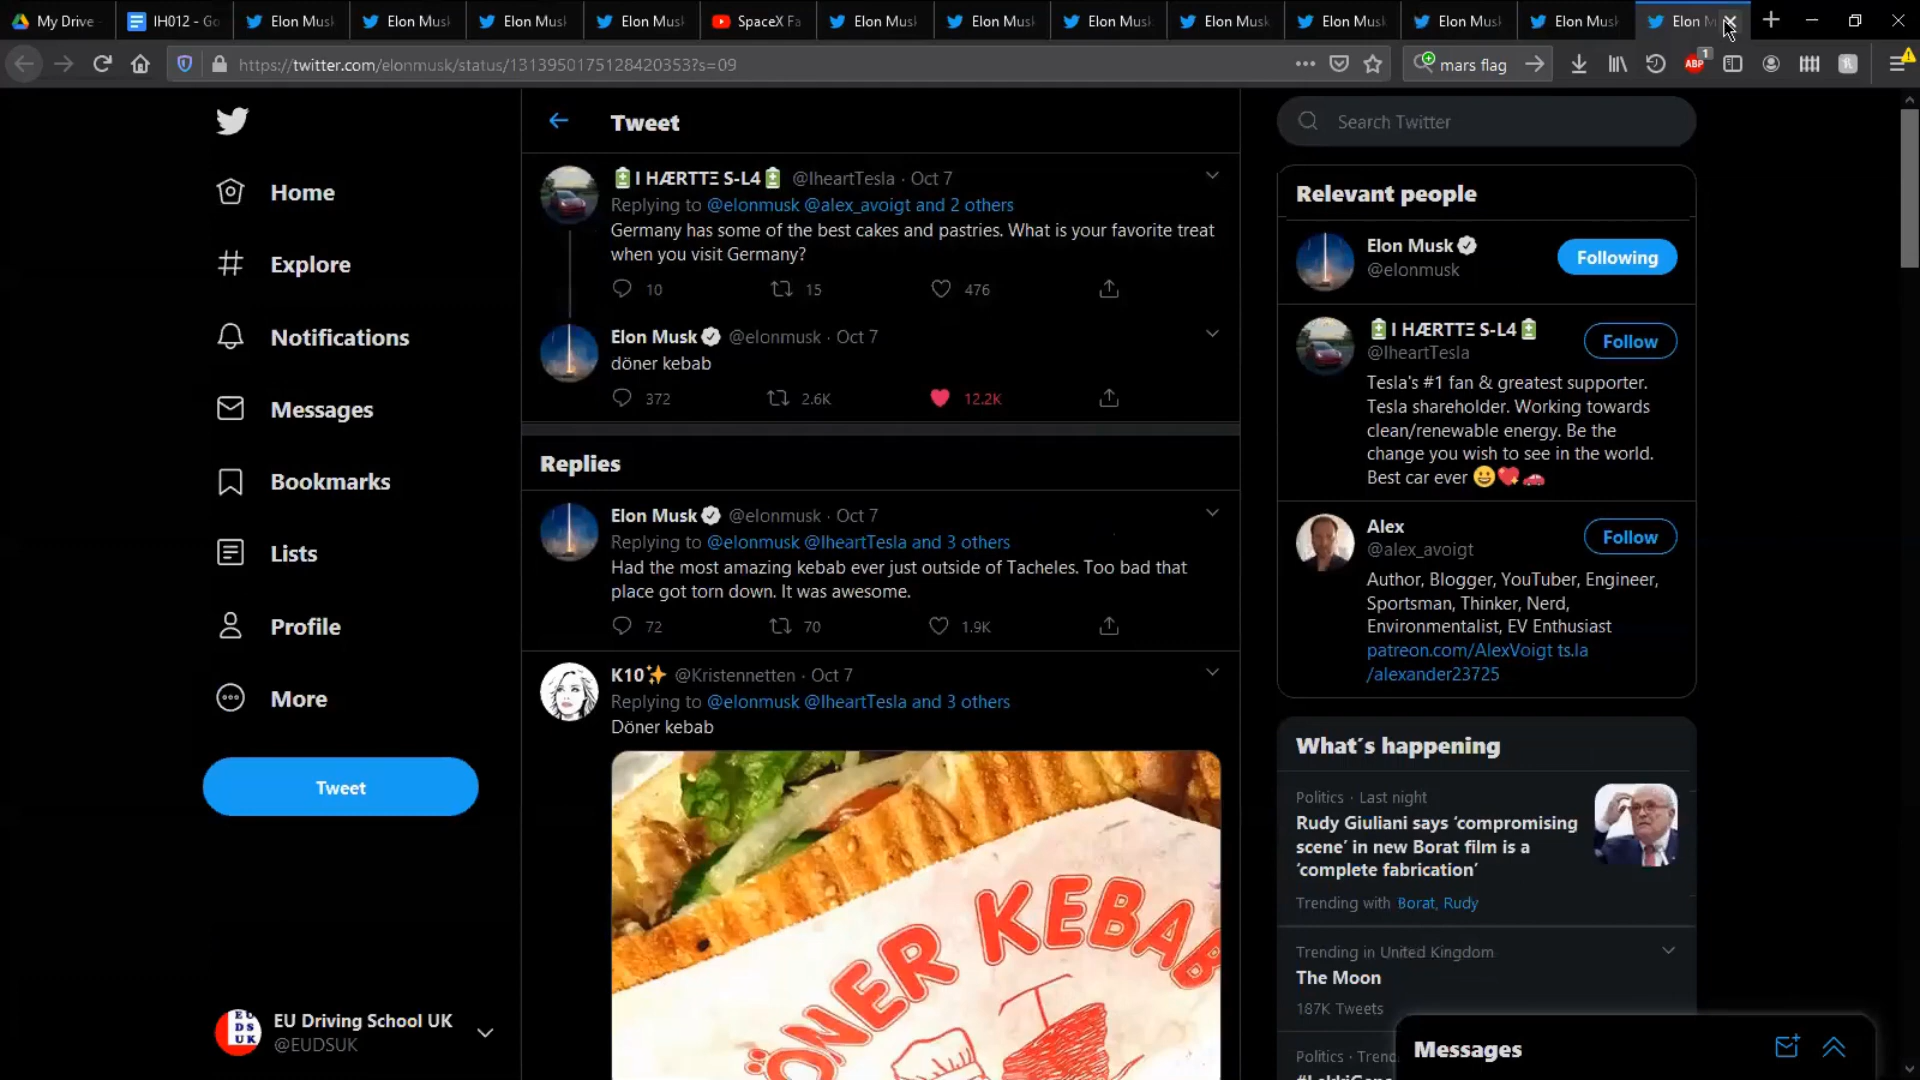 My Drive
IH012 - Go
Elon Musk
Elon Musk
Elon Musk
Elon Musk
SpaceX Fa
Elon Musk
Elon Musk
Elon Musk
Elon Musk
Elon Musk
Elon Musk
Elon Musk
Elon M
https://twitter.com/elonmusk/status/1313950175128420353?s=09
mars flag
ABP
1
Home
Explore
Notifications
Messages
Bookmarks
Lists
Profile
More
Tweet
EU Driving School UK
@EUDSUK
Tweet
I HÆRTTΞ S-L4 @IheartTesla · Oct 7
Replying to @elonmusk @alex_avoigt and 2 others
Germany has some of the best cakes and pastries. What is your favorite treat
when you visit Germany?
10 15 476
Elon Musk @elonmusk · Oct 7
döner kebab
372 2.6K 12.2K
Replies
Elon Musk @elonmusk · Oct 7
Replying to @elonmusk @IheartTesla and 3 others
Had the most amazing kebab ever just outside of Tacheles. Too bad that
place got torn down. It was awesome.
72 70 1.9K
K10 @Kristennetten · Oct 7
Replying to @elonmusk @IheartTesla and 3 others
Döner kebab
ÖNER KEBAB
Search Twitter
Relevant people
Elon Musk
@elonmusk
Following
I HÆRTTΞ S-L4
@IheartTesla
Follow
Tesla's #1 fan & greatest supporter.
Tesla shareholder. Working towards
clean/renewable energy. Be the
change you wish to see in the world.
Best car ever
Alex
@alex_avoigt
Follow
Author, Blogger, YouTuber, Engineer,
Sportsman, Thinker, Nerd,
Environmentalist, EV Enthusiast
patreon.com/AlexVoigt ts.la
/alexander23725
What's happening
Politics · Last night
Rudy Giuliani says 'compromising
scene' in new Borat film is a
'complete fabrication'
Trending with Borat, Rudy
Trending in United Kingdom
The Moon
187K Tweets
Politics · Trend
Messages